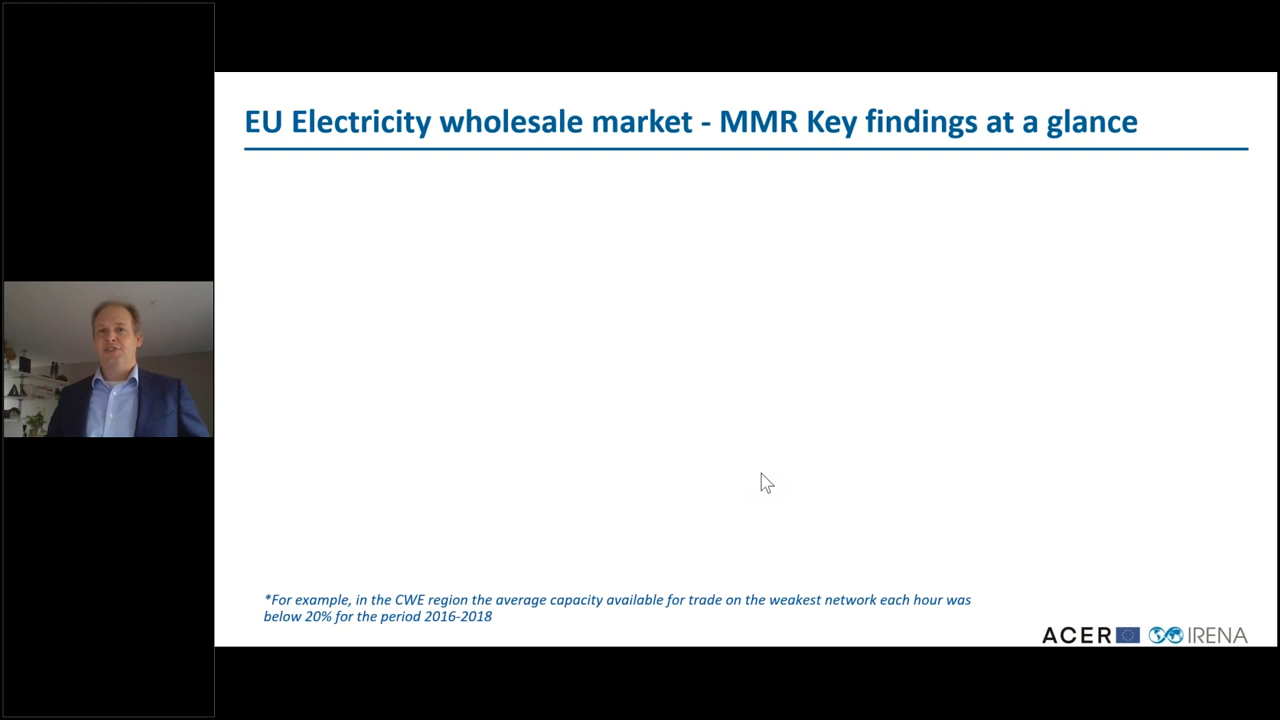 EU Electricity wholesale market - MMR Key findings at a glance
*For example, in the CWE region the average capacity available for trade on the weakest network each hour was
below 20% for the period 2016-2018
ACER IRENA